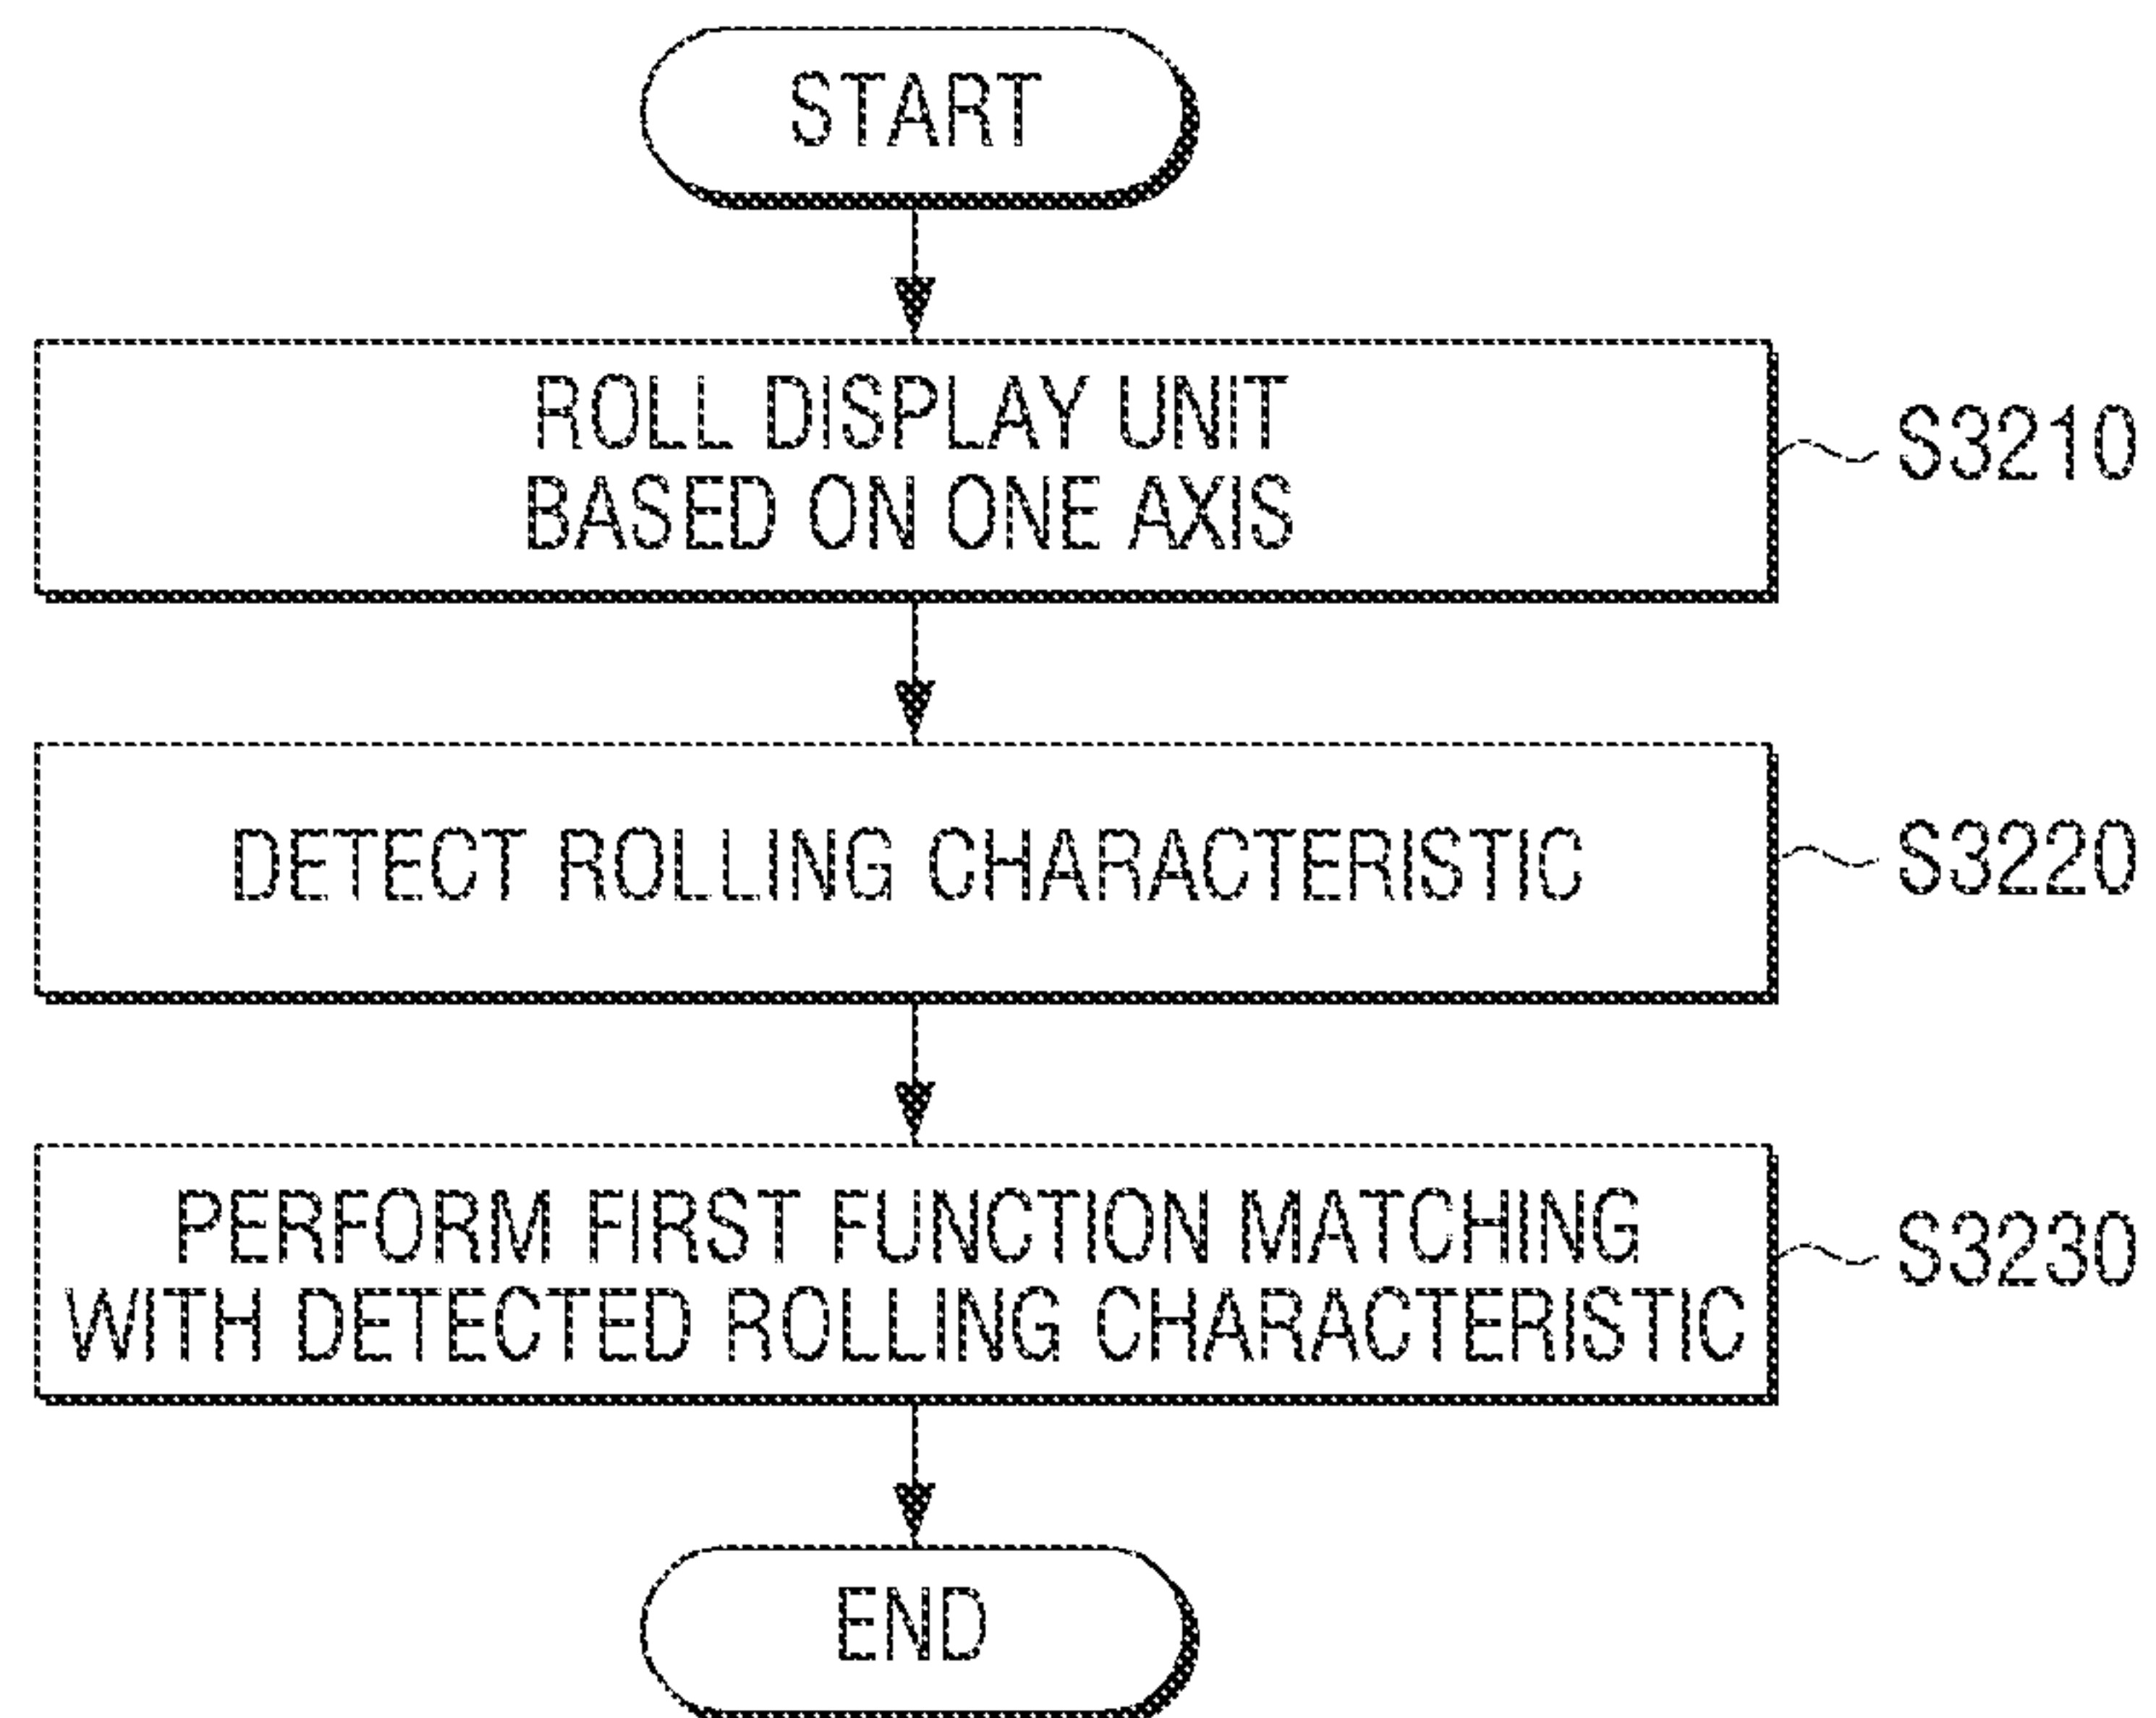 START
ROLL DISPLAY UNIT
BASED ON ONE AXIS
S3210
DETECT ROLLING CHARACTERISTIC
S3220
PERFORM FIRST FUNCTION MATCHING
WITH DETECTED ROLLING CHARACTERISTIC
S3230
END